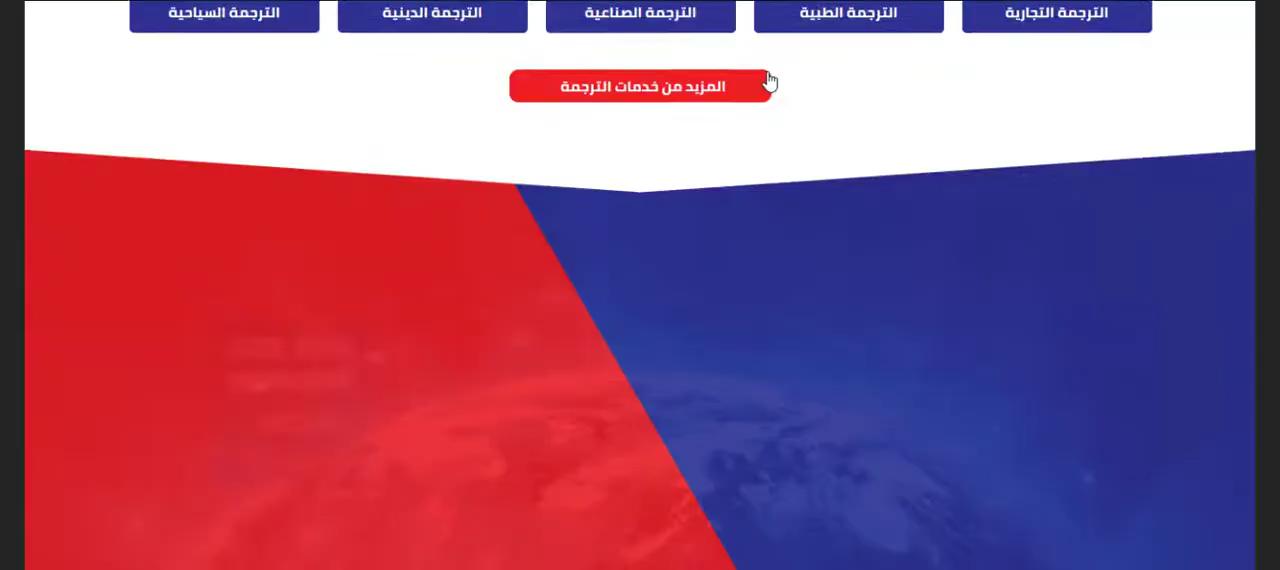 الترجمة التجارية
الترجمة الطبية
الترجمة الصناعية
الترجمة الدينية
الترجمة السياحية
المزيد من خدمات الترجمة